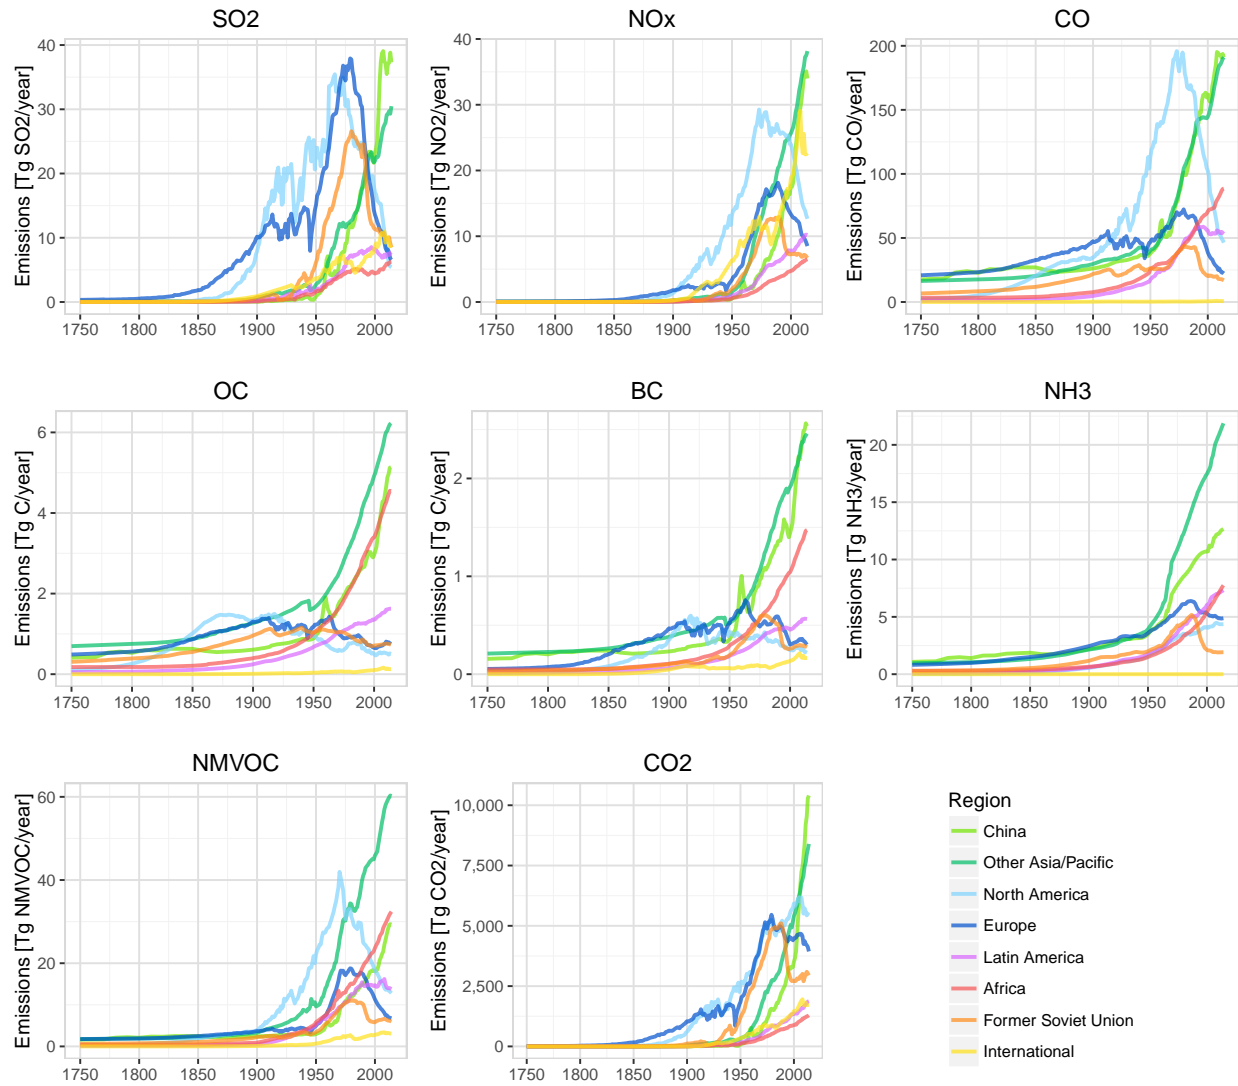 SO2
NOx
CO
Emissions [Tg SO2/year]
40
30
20
10
0
1750 1800 1850 1900 1950 2000
Emissions [Tg NO2/year]
40
30
20
10
0
1750 1800 1850 1900 1950 2000
Emissions [Tg CO/year]
200
150
100
50
0
1750 1800 1850 1900 1950 2000
OC
BC
NH3
Emissions [Tg C/year]
6
4
2
0
1750 1800 1850 1900 1950 2000
Emissions [Tg C/year]
2
1
0
1750 1800 1850 1900 1950 2000
Emissions [Tg NH3/year]
20
15
10
5
0
1750 1800 1850 1900 1950 2000
NMVOC
CO2
Emissions [Tg NMVOC/year]
60
40
20
0
1750 1800 1850 1900 1950 2000
Emissions [Tg CO2/year]
10,000
7,500
5,000
2,500
0
1750 1800 1850 1900 1950 2000
Region
China
Other Asia/Pacific
North America
Europe
Latin America
Africa
Former Soviet Union
International